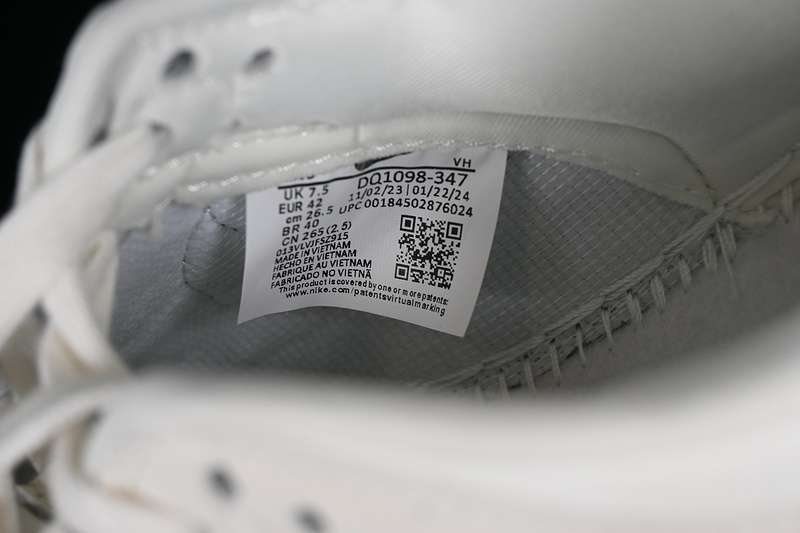 VH
DQ1098-347
UK 7.5 11/02/23 | 01/22/24
EUR 42
cm 26.5 UPC 00184502876024
BR 40
CN 265 (2.5)
013VLVJFSZ915
MADE IN VIETNAM
HECHO EN VIETNAM
FABRIQUE AU VIETNAM
FABRICADO NO VIETNÃ
This product is covered by one or more patents:
www.nike.com/patentsvirtualmarking